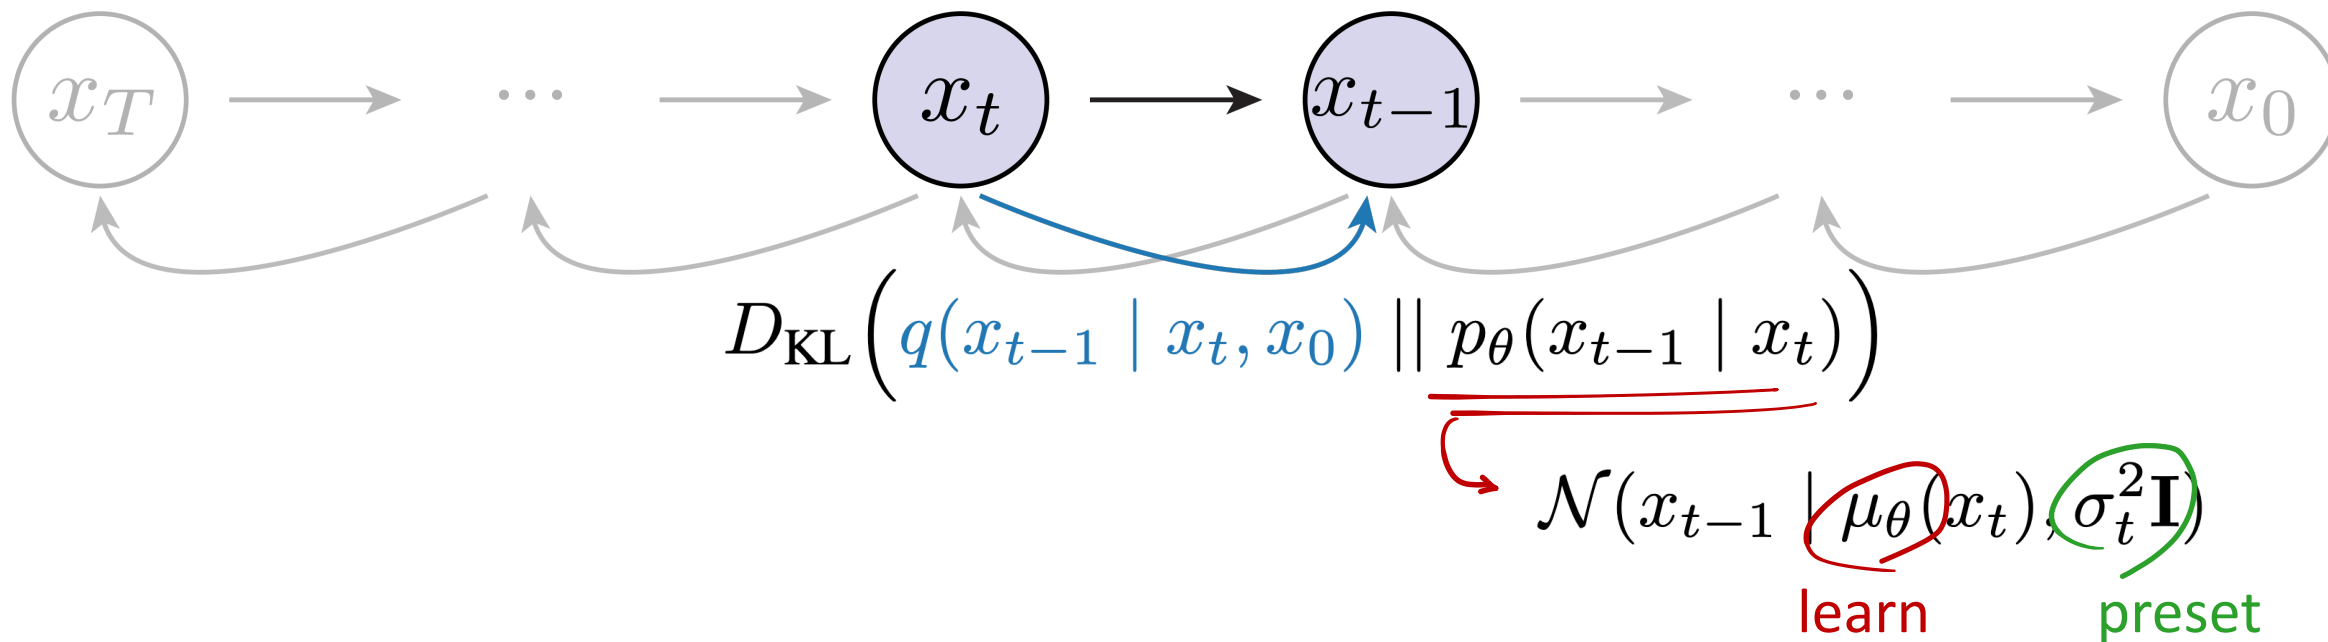 x_T ⋯ x_t x_{t−1} ⋯ x_0
D_KL(q(x_{t−1} | x_t, x_0) || p_θ(x_{t−1} | x_t))
𝒩(x_{t−1} | μ_θ(x_t), σ_t^2 𝐈)
learn preset